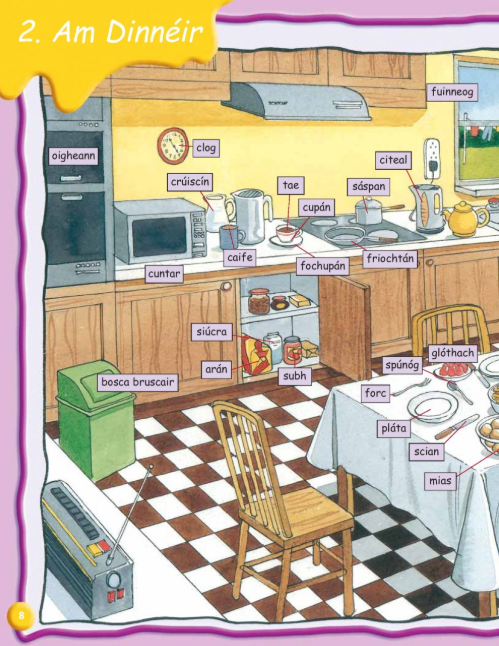 2. Am Dinnéir
fuinneog
oigheann
clog
citeal
crúiscín
tae
sáspan
cupán
caife
fochupán
friochtán
cuntar
siúcra
arán
subh
bosca bruscair
glóthach
spúnóg
forc
pláta
scian
mias
8